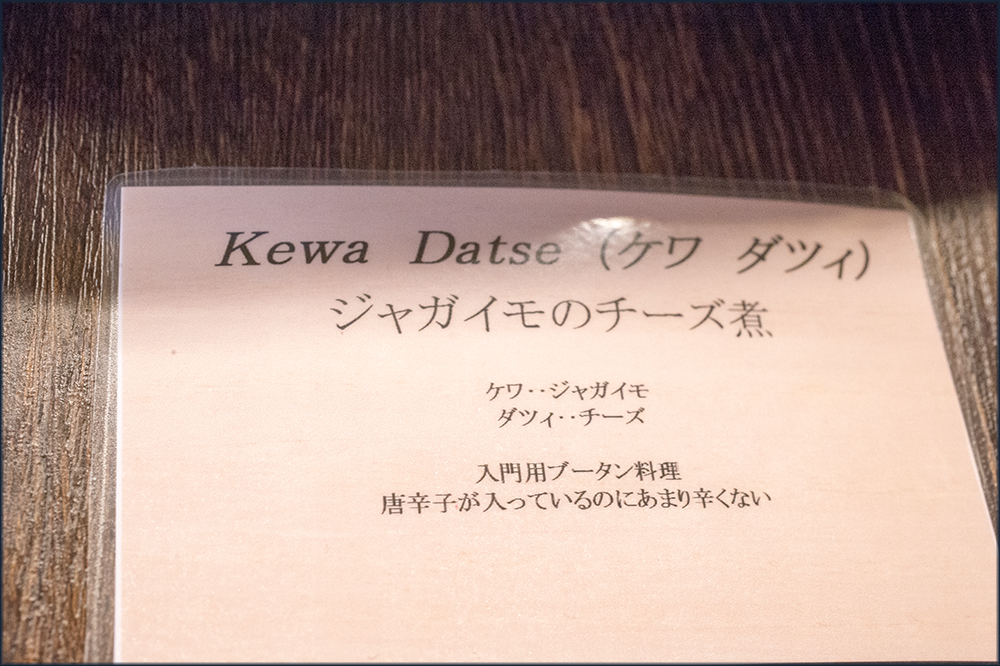 Kewa Datse (ケワ ダツィ)
ジャガイモのチーズ煮
ケワ‥ジャガイモ
ダツィ‥チーズ
入門用ブータン料理
唐辛子が入っているのにあまり辛くない